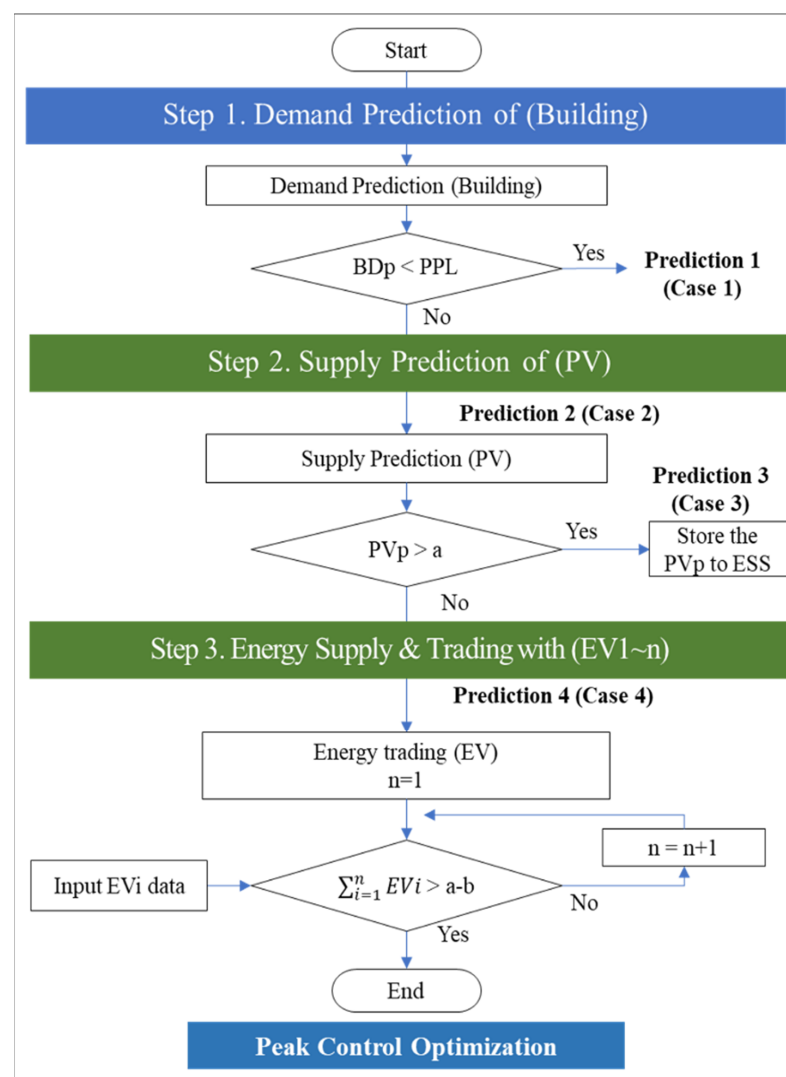 Start
Step 1. Demand Prediction of (Building)
Demand Prediction (Building)
BDp < PPL
Yes
Prediction 1
(Case 1)
No
Step 2. Supply Prediction of (PV)
Prediction 2 (Case 2)
Supply Prediction (PV)
Prediction 3
(Case 3)
PVp > a
Yes
Store the
PVp to ESS
No
Step 3. Energy Supply & Trading with (EV1~n)
Prediction 4 (Case 4)
Energy trading (EV)
n=1
n = n+1
Input EVi data
∑ⁿᵢ₌₁ EVi > a-b
No
Yes
End
Peak Control Optimization